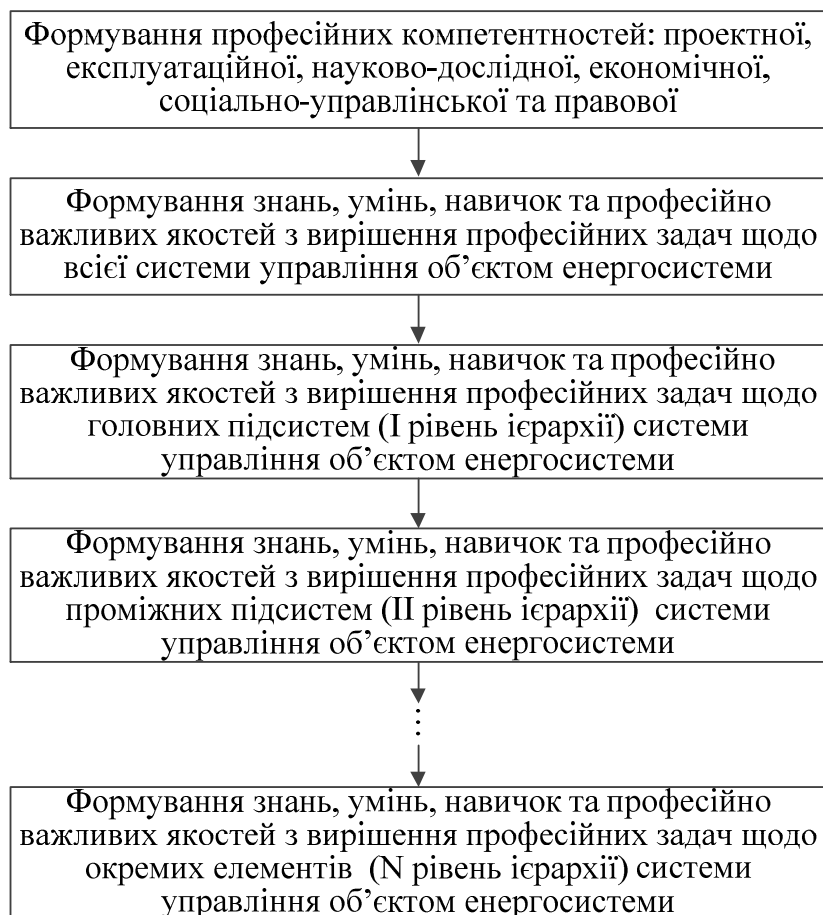 Формування професійних компетентностей: проектної,
експлуатаційної, науково-дослідної, економічної,
соціально-управлінської та правової
Формування знань, умінь, навичок та професійно
важливих якостей з вирішення професійних задач щодо
всієї системи управління об’єктом енергосистеми
Формування знань, умінь, навичок та професійно
важливих якостей з вирішення професійних задач щодо
головних підсистем (I рівень ієрархії) системи
управління об’єктом енергосистеми
Формування знань, умінь, навичок та професійно
важливих якостей з вирішення професійних задач щодо
проміжних підсистем (II рівень ієрархії) системи
управління об’єктом енергосистеми
⋮
Формування знань, умінь, навичок та професійно
важливих якостей з вирішення професійних задач щодо
окремих елементів (N рівень ієрархії) системи
управління об’єктом енергосистеми